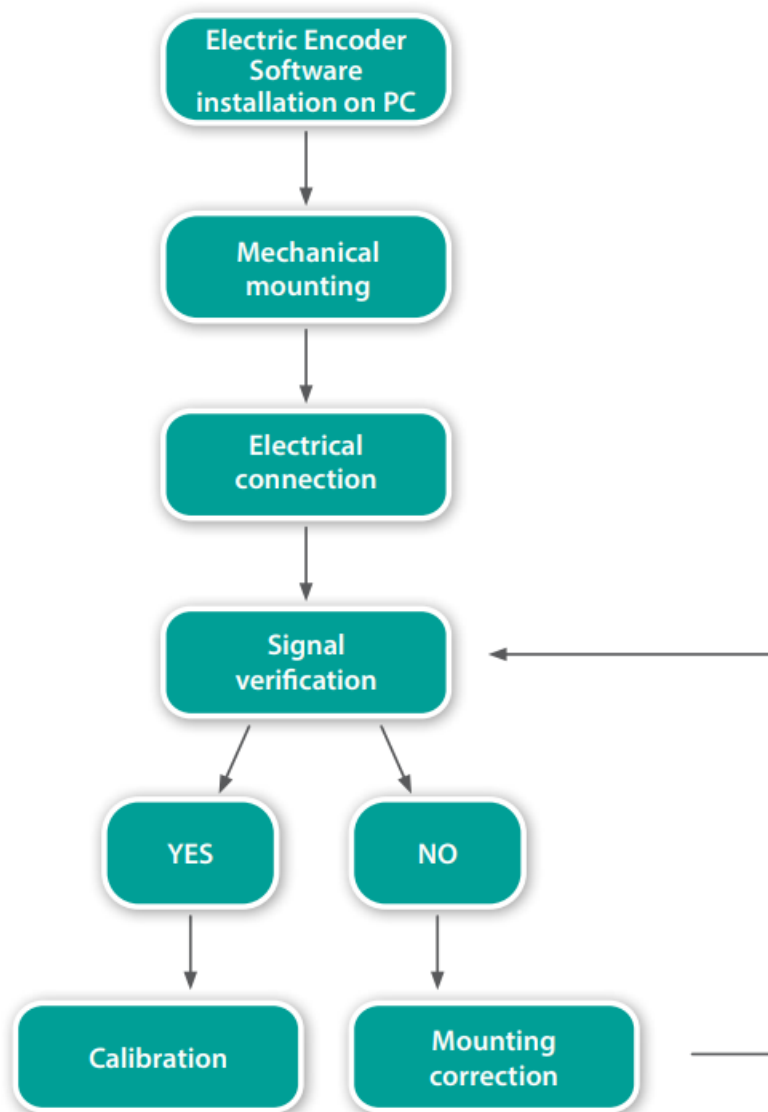 Electric Encoder
Software
installation on PC
Mechanical
mounting
Electrical
connection
Signal
verification
YES
NO
Calibration
Mounting
correction